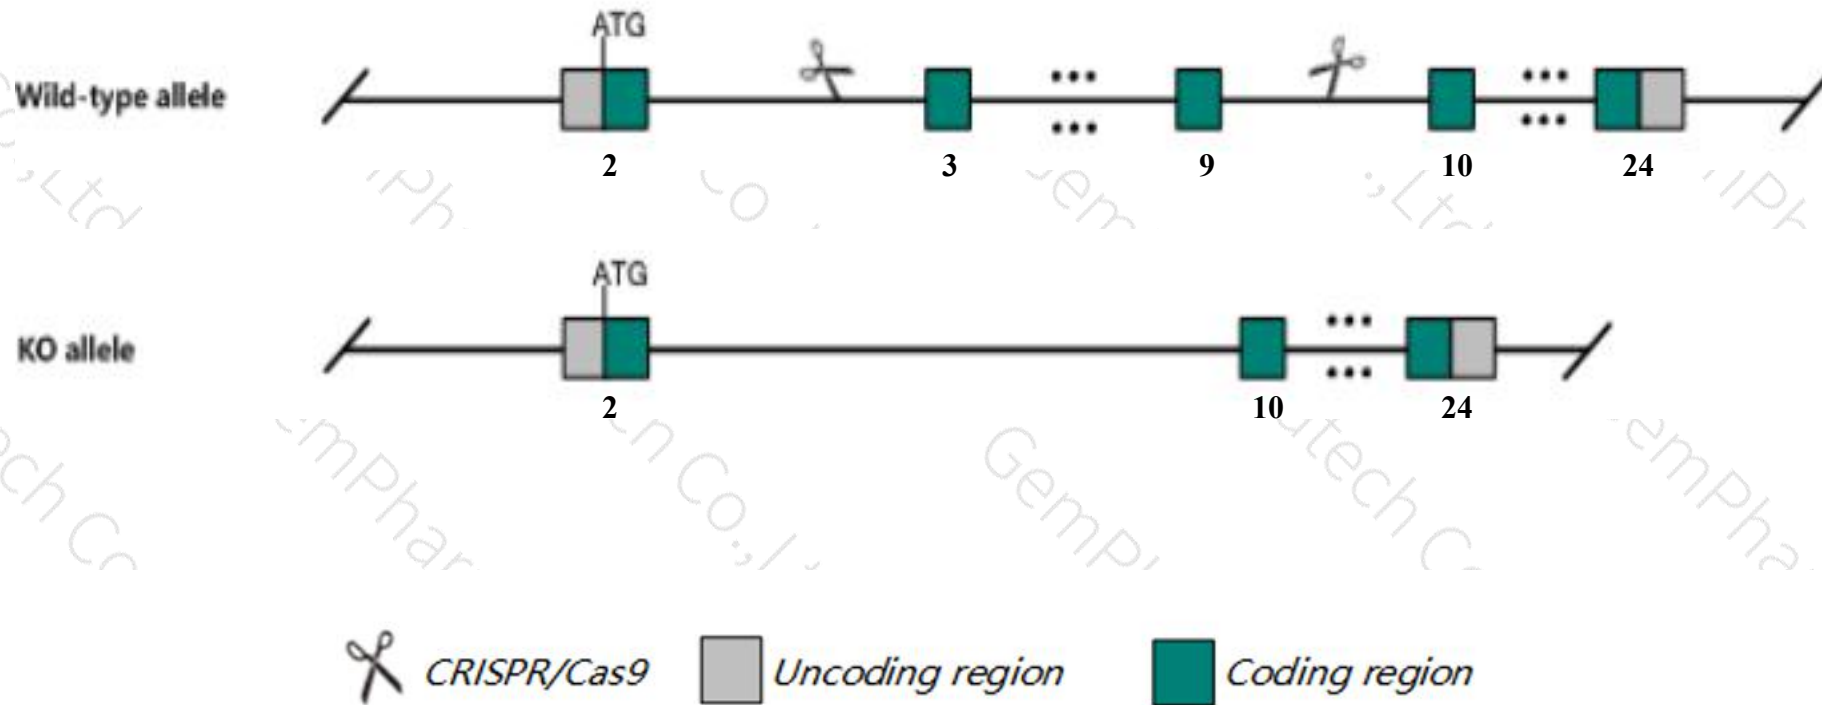 ATG
Wild-type allele
2 3 9 10 24
ATG
KO allele
2 10 24
CRISPR/Cas9 Uncoding region Coding region
GemPh